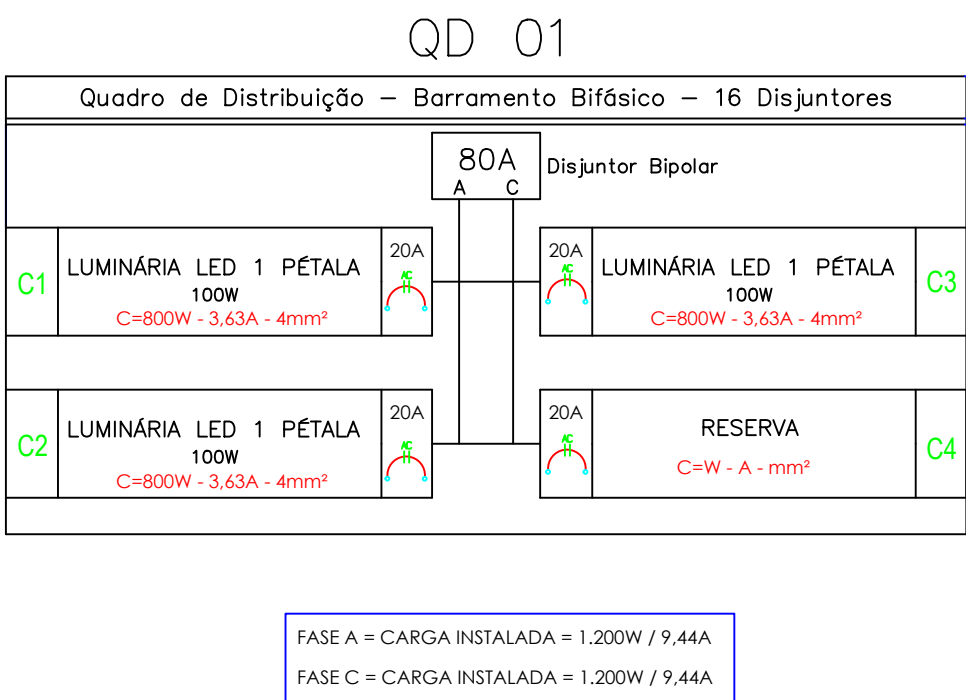 QD 01
Quadro de Distribuição – Barramento Bifásico – 16 Disjuntores
80A
A C
Disjuntor Bipolar
C1
LUMINÁRIA LED 1 PÉTALA
100W
C=800W - 3,63A - 4mm²
20A
AC
20A
AC
LUMINÁRIA LED 1 PÉTALA
100W
C=800W - 3,63A - 4mm²
C3
C2
LUMINÁRIA LED 1 PÉTALA
100W
C=800W - 3,63A - 4mm²
20A
AC
20A
AC
RESERVA
C=W - A - mm²
C4
FASE A = CARGA INSTALADA = 1.200W / 9,44A
FASE C = CARGA INSTALADA = 1.200W / 9,44A